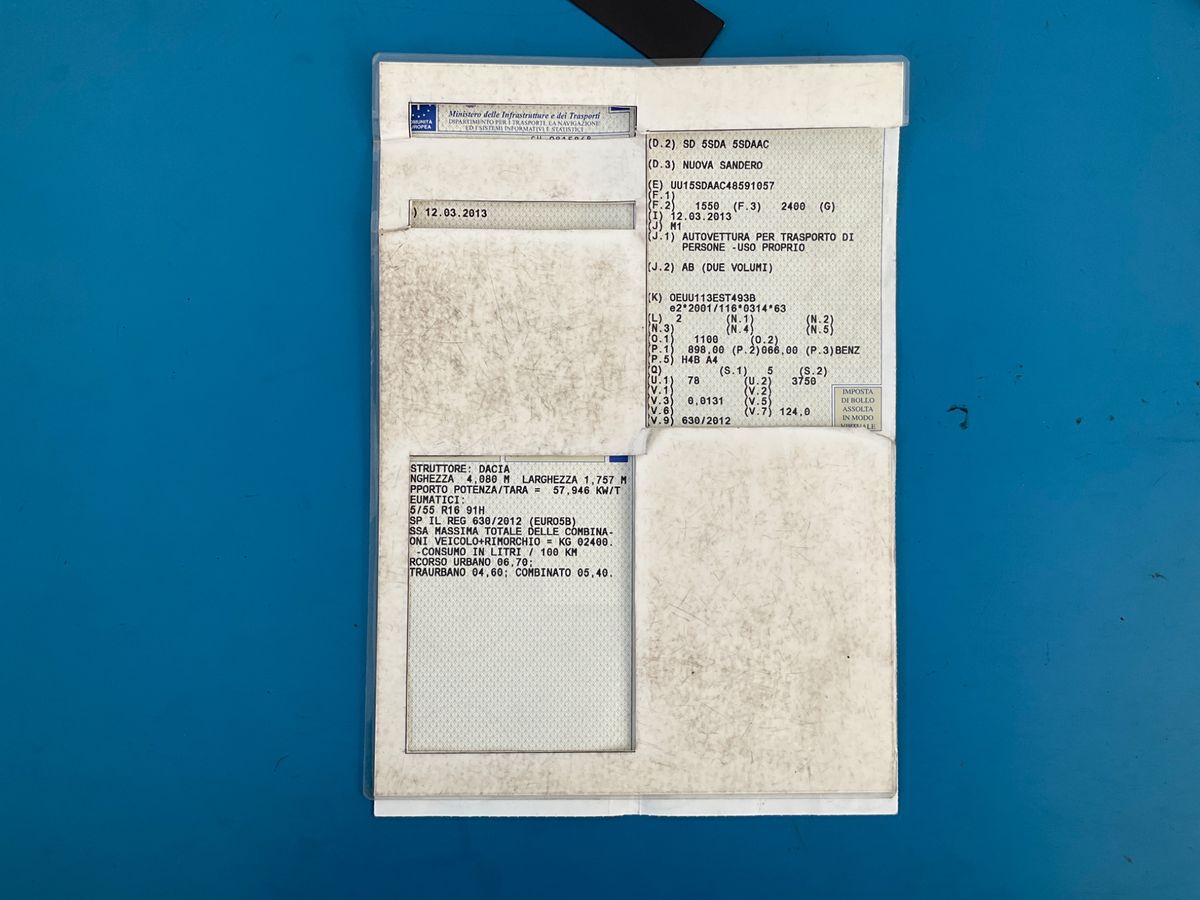 OMUNITÀ
UROPEA
Ministero delle Infrastrutture e dei Trasporti
DIPARTIMENTO PER I TRASPORTI, LA NAVIGAZIONE
ED I SISTEMI INFORMATIVI E STATISTICI
) 12.03.2013
STRUTTORE: DACIA
NGHEZZA 4,080 M LARGHEZZA 1,757 M
PPORTO POTENZA/TARA = 57,946 KW/T
EUMATICI:
5/55 R16 91H
SP IL REG 630/2012 (EURO5B)
SSA MASSIMA TOTALE DELLE COMBINA-
ONI VEICOLO+RIMORCHIO = KG 02400.
-CONSUMO IN LITRI / 100 KM
RCORSO URBANO 06,70;
TRAURBANO 04,60; COMBINATO 05,40.
(D.2) SD 5SDA 5SDAAC
(D.3) NUOVA SANDERO
(E) UU15SDAAC48591057
(F.1)
(F.2) 1550 (F.3) 2400 (G)
(I) 12.03.2013
(J) M1
(J.1) AUTOVETTURA PER TRASPORTO DI
PERSONE -USO PROPRIO
(J.2) AB (DUE VOLUMI)
(K) OEUU113EST493B
e2*2001/116*0314*63
(L) 2 (N.1) (N.2)
(N.3) (N.4) (N.5)
(O.1) 1100 (O.2)
(P.1) 898,00 (P.2)066,00 (P.3)BENZ
(P.5) H4B A4
(Q) (S.1) 5 (S.2)
(U.1) 78 (U.2) 3750
(V.1) (V.2)
(V.3) 0,0131 (V.5)
(V.6) (V.7) 124,0
(V.9) 630/2012
IMPOSTA
DI BOLLO
ASSOLTA
IN MODO
VIRTUALE